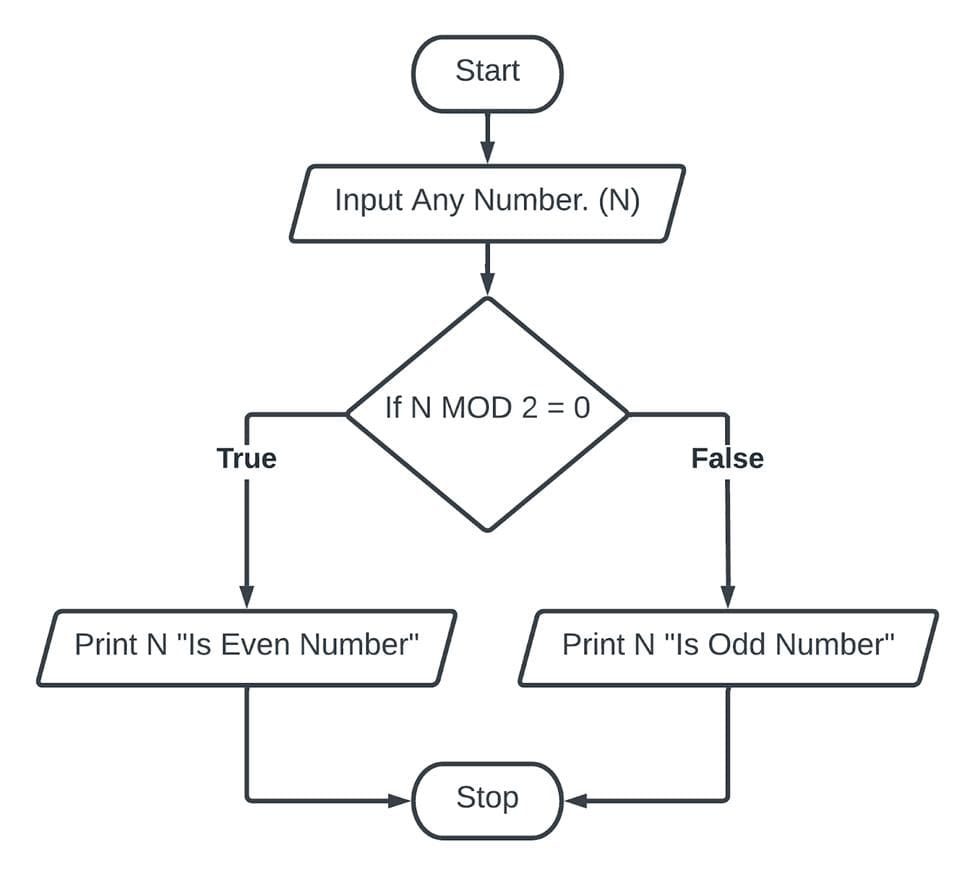 Start
Input Any Number. (N)
If N MOD 2 = 0
True
False
Print N "Is Even Number"
Print N "Is Odd Number"
Stop